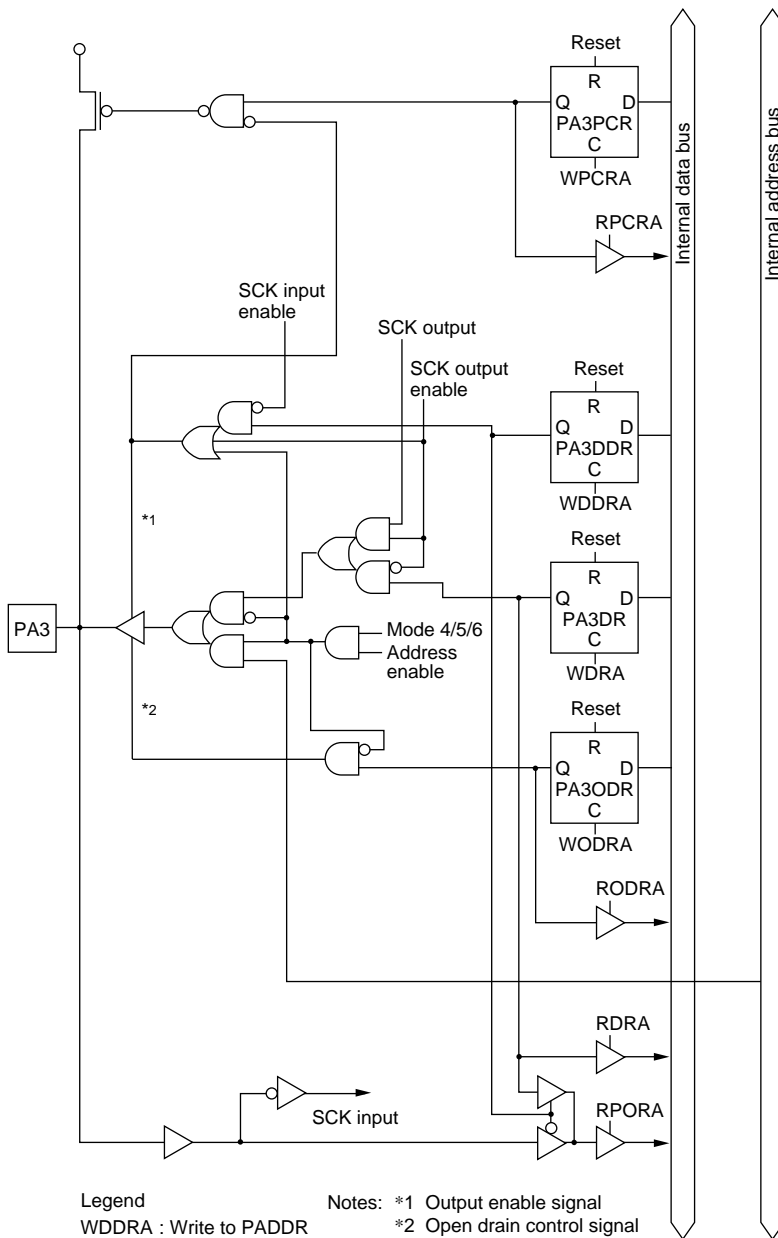 Reset
R
Q D
PA3PCR
C
WPCRA
Internal data bus
Internal address bus
RPCRA
SCK input
enable
SCK output
SCK output
enable
Reset
R
Q D
PA3DDR
C
WDDRA
*1
Reset
R
Q D
PA3DR
C
WDRA
PA3
Mode 4/5/6
Address
enable
*2
Reset
R
Q D
PA3ODR
C
WODRA
RODRA
RDRA
SCK input
RPORA
Legend
WDDRA : Write to PADDR
Notes: *1 Output enable signal
*2 Open drain control signal